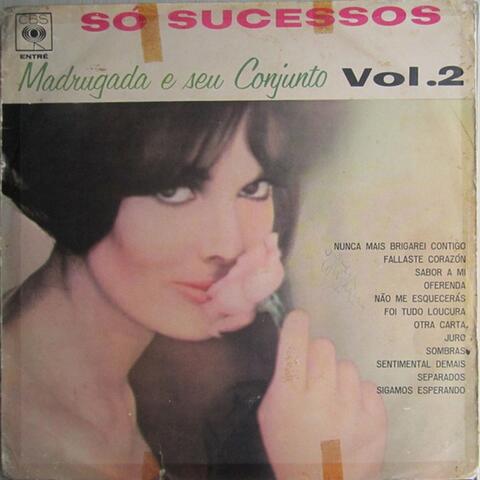 CBS
ENTRÉ
SÓ SUCESSOS
Madrugada e seu Conjunto Vol.2
NUNCA MAIS BRIGAREI CONTIGO
FALLASTE CORAZÓN
SABOR A MI
OFERENDA
NÃO ME ESQUECERÁS
FOI TUDO LOUCURA
OTRA CARTA
JURO
SOMBRAS
SENTIMENTAL DEMAIS
SEPARADOS
SIGAMOS ESPERANDO